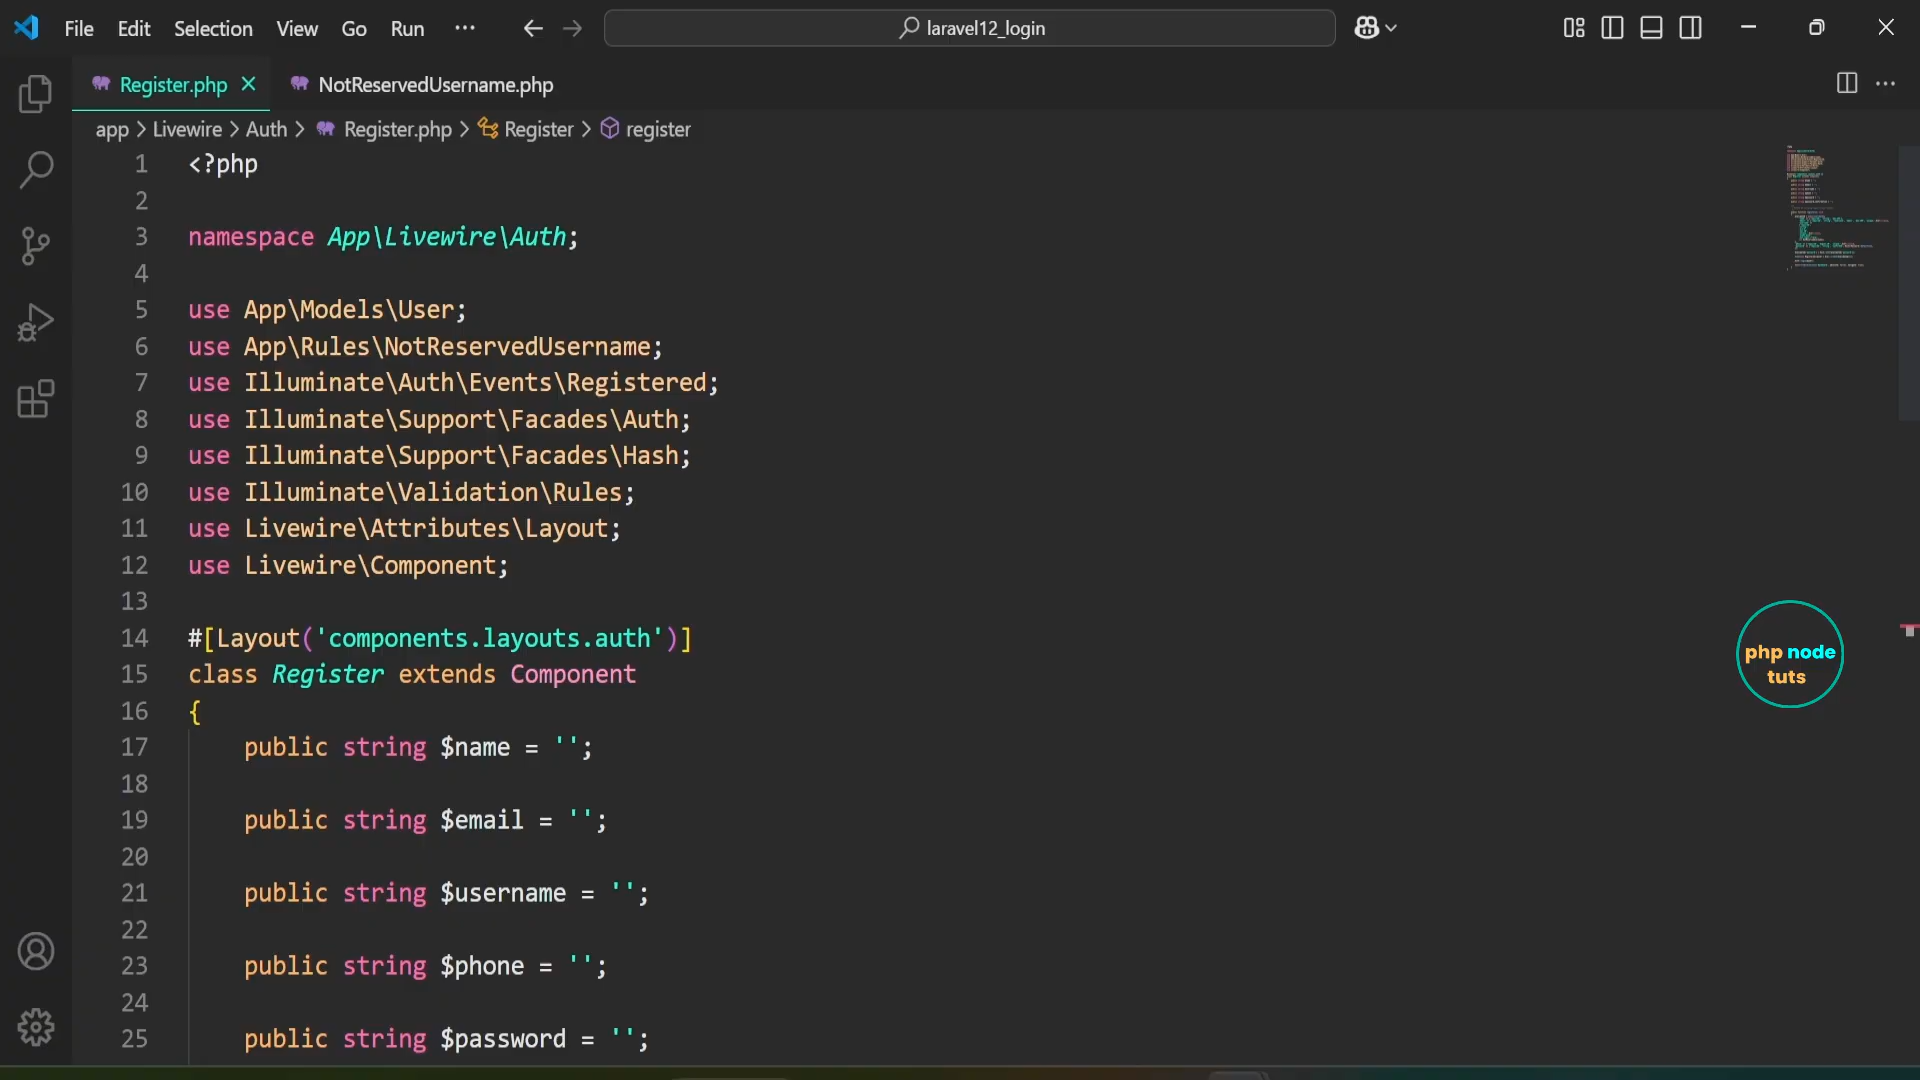 File Edit Selection View Go Run ··· laravel12_login
Register.php NotReservedUsername.php
app > Livewire > Auth > Register.php > Register > register
1 <?php
2
3 namespace App\Livewire\Auth;
4
5 use App\Models\User;
6 use App\Rules\NotReservedUsername;
7 use Illuminate\Auth\Events\Registered;
8 use Illuminate\Support\Facades\Auth;
9 use Illuminate\Support\Facades\Hash;
10 use Illuminate\Validation\Rules;
11 use Livewire\Attributes\Layout;
12 use Livewire\Component;
13
14 #[Layout('components.layouts.auth')]
15 class Register extends Component
16 {
17 public string $name = '';
18
19 public string $email = '';
20
21 public string $username = '';
22
23 public string $phone = '';
24
25 public string $password = '';
php node
tuts